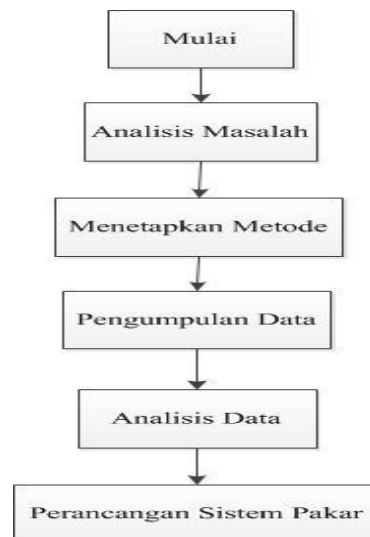 Mulai
Analisis Masalah
Menetapkan Metode
Pengumpulan Data
Analisis Data
Perancangan Sistem Pakar